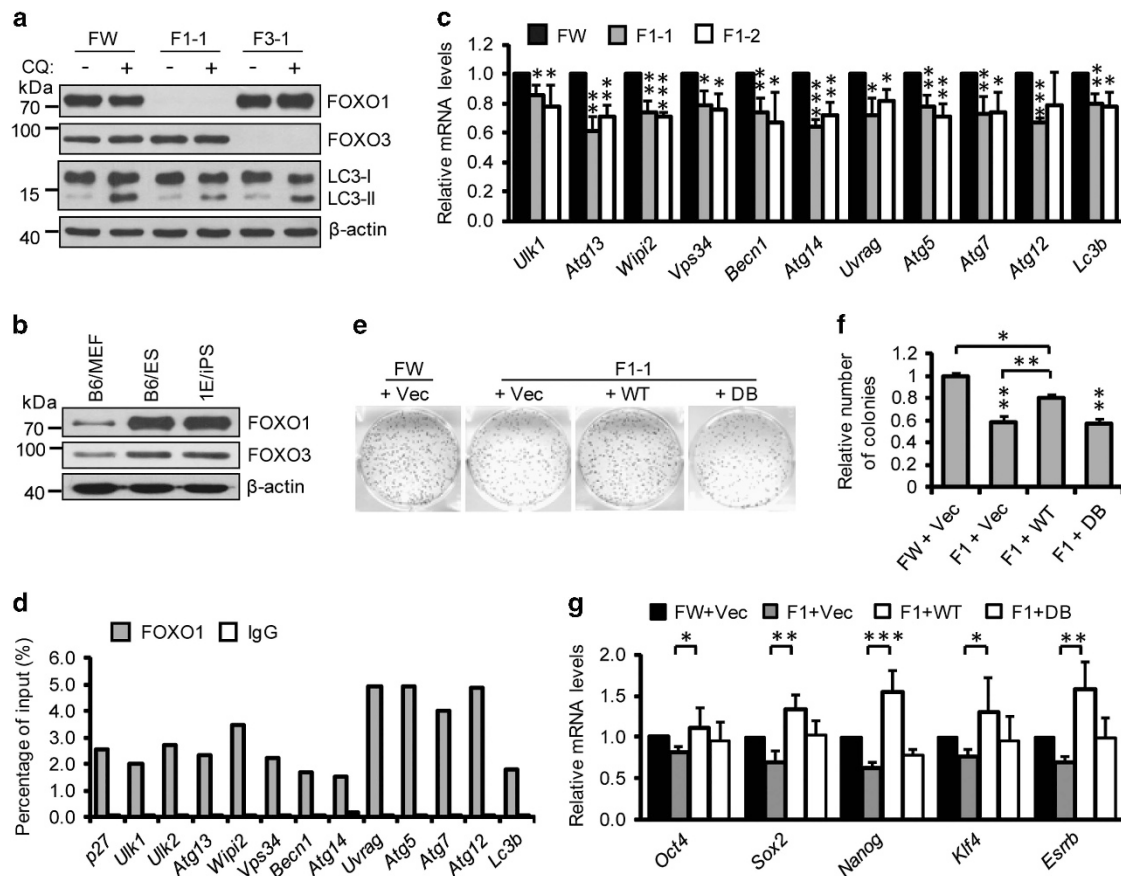 a
FW F1-1 F3-1
CQ: - + - + - +
kDa
70 FOXO1
100 FOXO3
LC3-I
15 LC3-II
40 β-actin
b
B6/MEF B6/ES 1E/iPS
kDa
70 FOXO1
100 FOXO3
40 β-actin
c
FW F1-1 F1-2
Relative mRNA levels
1.2
1.0
0.8
0.6
0.4
0.2
0.0
Ulk1 Atg13 Wipi2 Vps34 Becn1 Atg14 Uvrag Atg5 Atg7 Atg12 Lc3b
e
FW F1-1
+ Vec + Vec + WT + DB
f
Relative number
of colonies
1.2
1
0.8
0.6
0.4
0.2
0
* ** ** **
FW + Vec F1 + Vec F1 + WT F1 + DB
d
FOXO1 IgG
Percentage of input (%)
6.0
5.0
4.0
3.0
2.0
1.0
0.0
p27 Ulk1 Ulk2 Atg13 Wipi2 Vps34 Becn1 Atg14 Uvrag Atg5 Atg7 Atg12 Lc3b
g
FW+Vec F1+Vec F1+WT F1+DB
Relative mRNA levels
2.0
1.5
1.0
0.5
0.0
* ** *** * **
Oct4 Sox2 Nanog Klf4 Esrrb